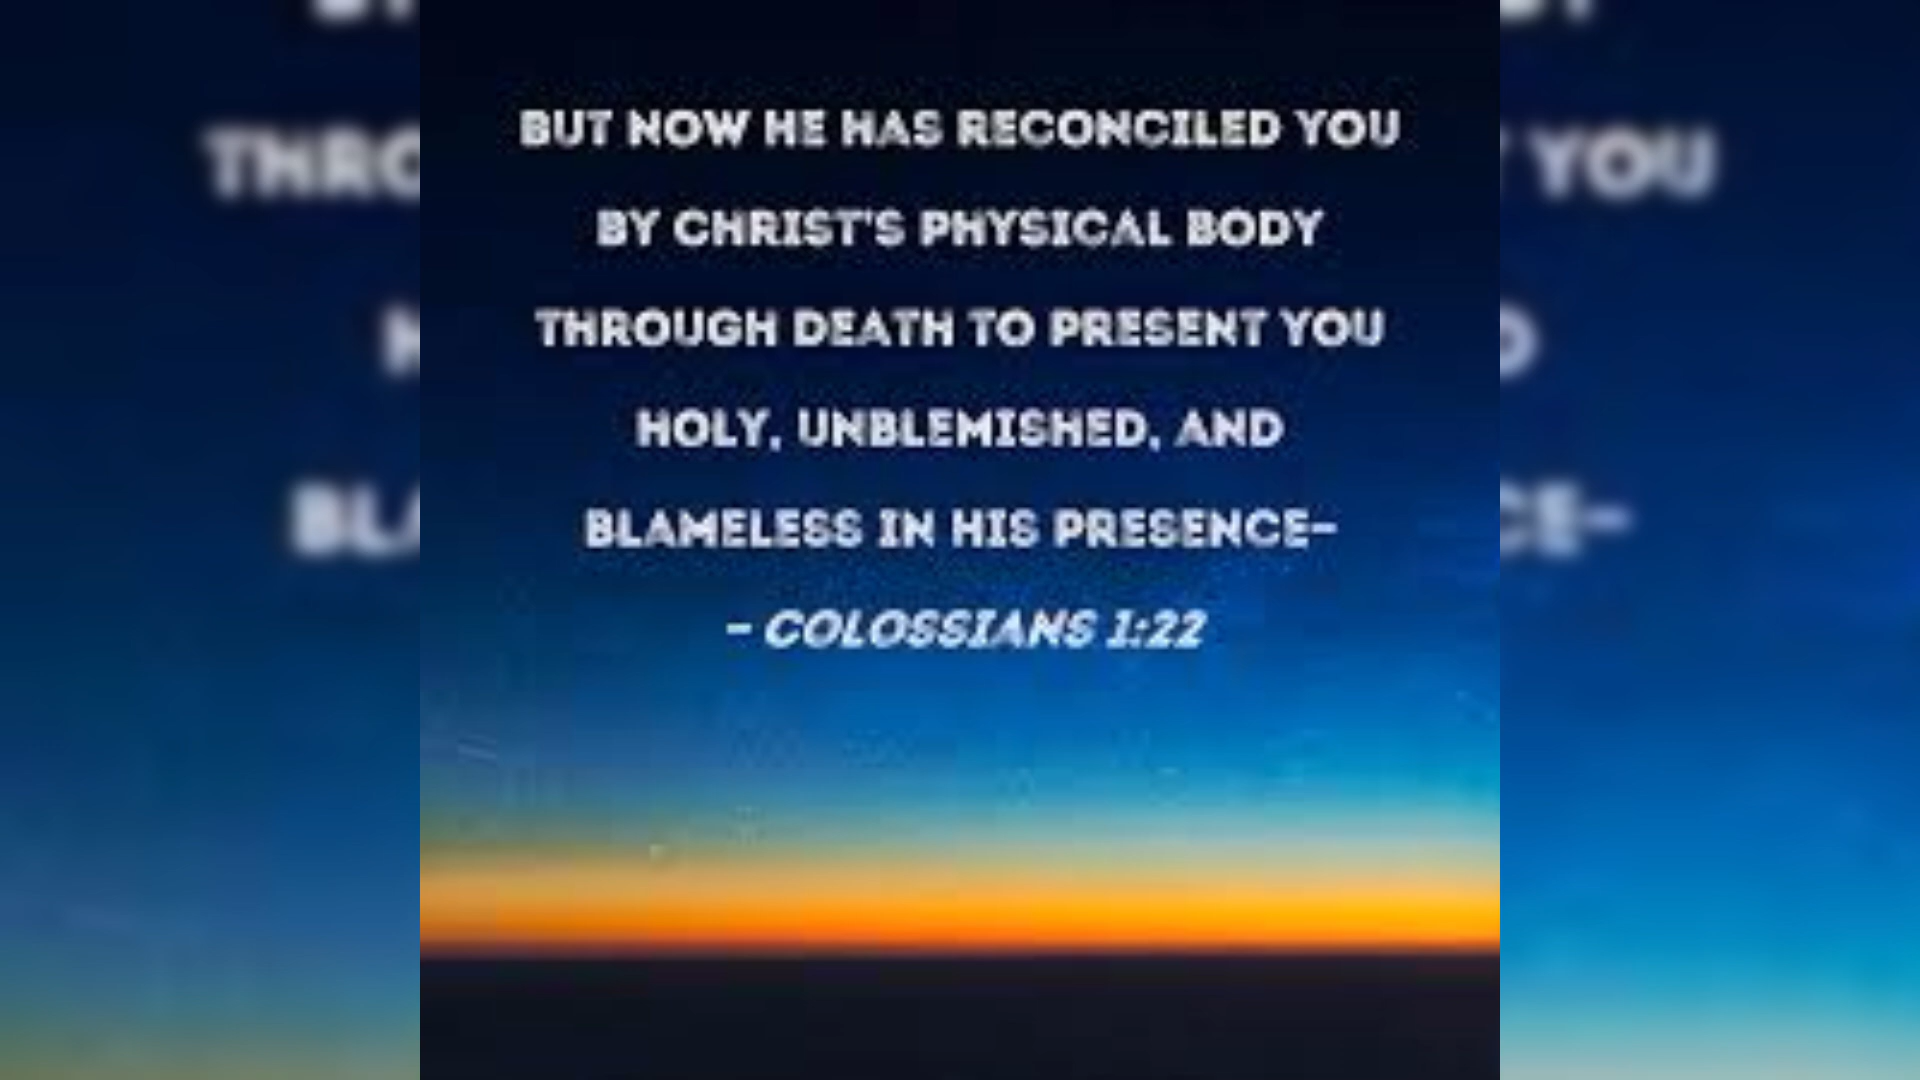 BUT NOW HE HAS RECONCILED YOU
BY CHRIST'S PHYSICAL BODY
THROUGH DEATH TO PRESENT YOU
HOLY, UNBLEMISHED, AND
BLAMELESS IN HIS PRESENCE-
- COLOSSIANS 1:22